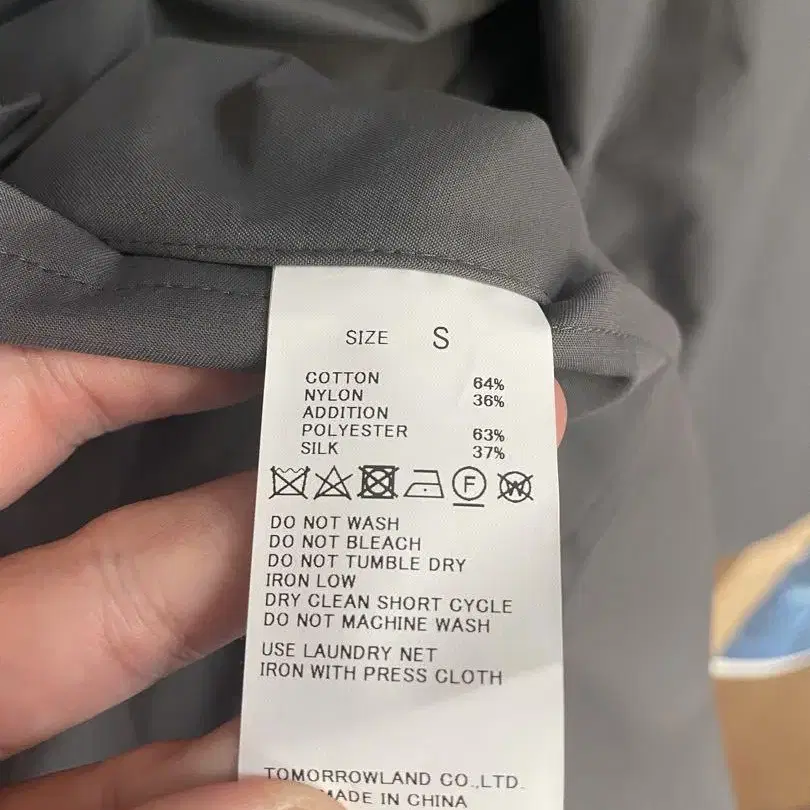 SIZE S
COTTON 64%
NYLON 36%
ADDITION
POLYESTER 63%
SILK 37%
F W
DO NOT WASH
DO NOT BLEACH
DO NOT TUMBLE DRY
IRON LOW
DRY CLEAN SHORT CYCLE
DO NOT MACHINE WASH
USE LAUNDRY NET
IRON WITH PRESS CLOTH
TOMORROWLAND CO.,LTD.
MADE IN CHINA